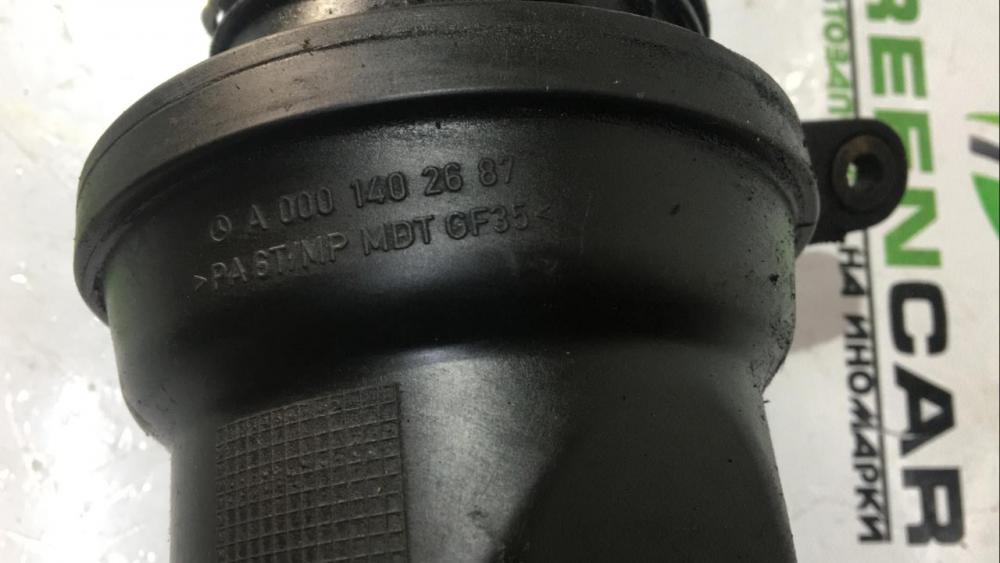 A 000 140 26 87
>PA 6T/MP MDT GF35<
REENCAR
НА ИНОМАРКИ